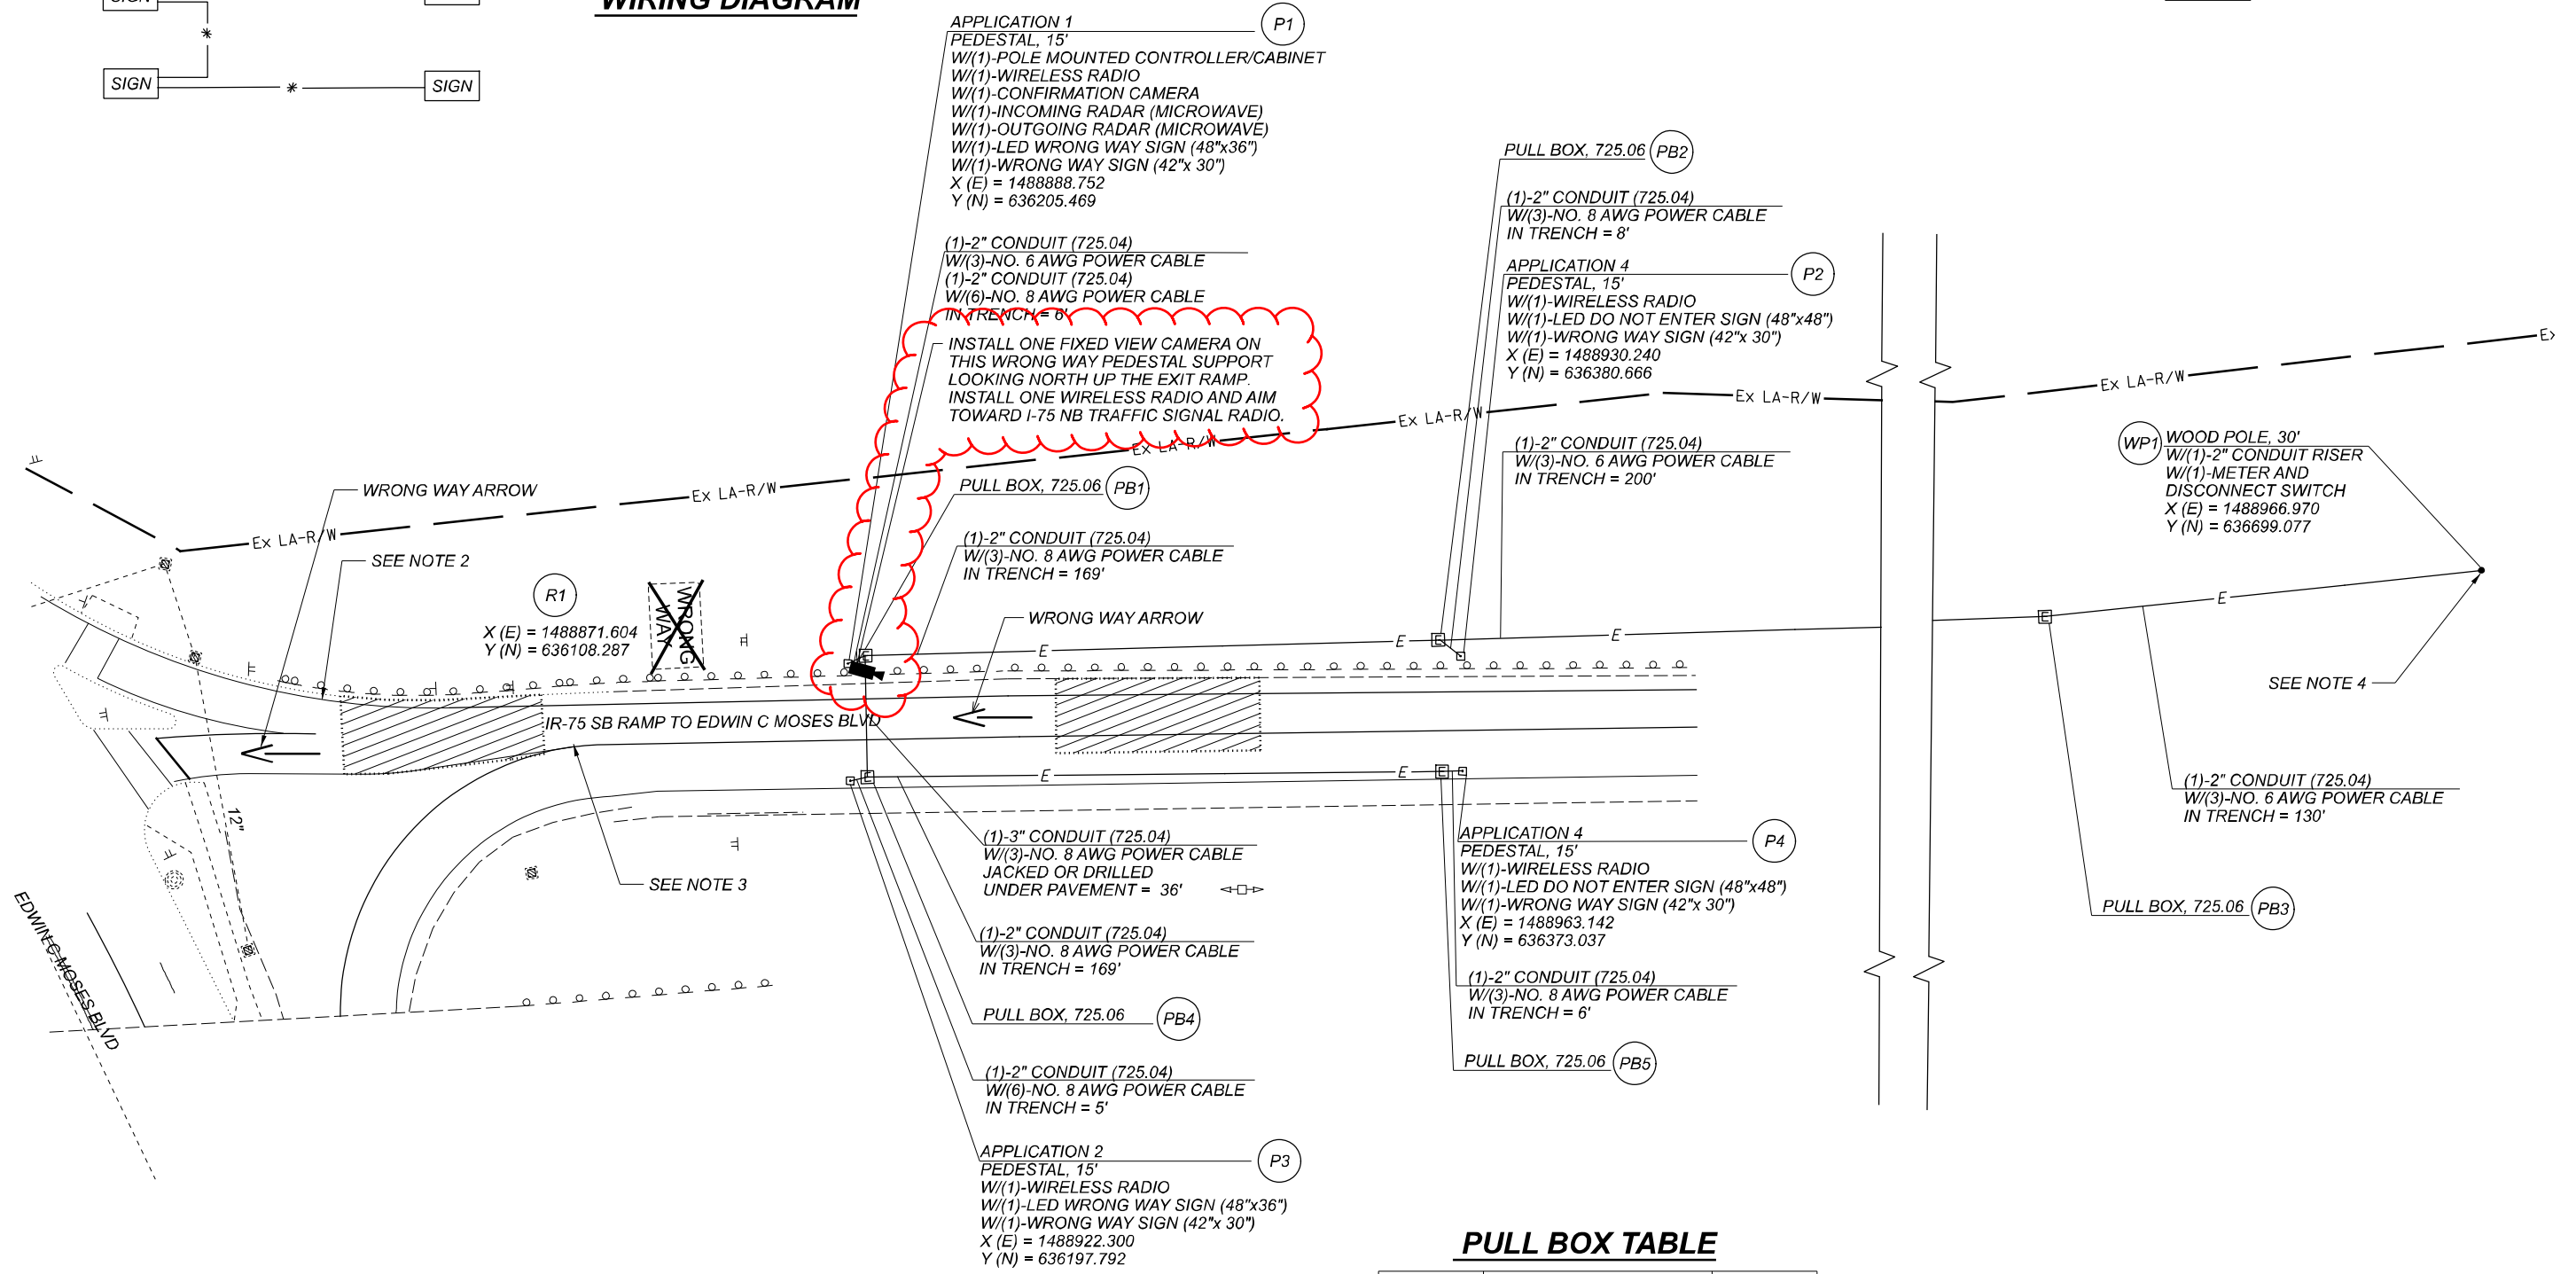 SIGN
SIGN
SIGN
WIRING DIAGRAM
APPLICATION 1
P1
PEDESTAL, 15'
W/(1)-POLE MOUNTED CONTROLLER/CABINET
W/(1)-WIRELESS RADIO
W/(1)-CONFIRMATION CAMERA
W/(1)-INCOMING RADAR (MICROWAVE)
W/(1)-OUTGOING RADAR (MICROWAVE)
W/(1)-LED WRONG WAY SIGN (48"x36")
W/(1)-WRONG WAY SIGN (42"x 30")
X (E) = 1488888.752
Y (N) = 636205.469
(1)-2" CONDUIT (725.04)
W/(3)-NO. 6 AWG POWER CABLE
(1)-2" CONDUIT (725.04)
W/(6)-NO. 8 AWG POWER CABLE
IN TRENCH = 6'
INSTALL ONE FIXED VIEW CAMERA ON
THIS WRONG WAY PEDESTAL SUPPORT
LOOKING NORTH UP THE EXIT RAMP.
INSTALL ONE WIRELESS RADIO AND AIM
TOWARD I-75 NB TRAFFIC SIGNAL RADIO.
PULL BOX, 725.06 PB1
(1)-2" CONDUIT (725.04)
W/(3)-NO. 8 AWG POWER CABLE
IN TRENCH = 169'
WRONG WAY ARROW
PULL BOX, 725.06 PB2
(1)-2" CONDUIT (725.04)
W/(3)-NO. 8 AWG POWER CABLE
IN TRENCH = 8'
APPLICATION 4
P2
PEDESTAL, 15'
W/(1)-WIRELESS RADIO
W/(1)-LED DO NOT ENTER SIGN (48"x48")
W/(1)-WRONG WAY SIGN (42"x 30")
X (E) = 1488930.240
Y (N) = 636380.666
(1)-2" CONDUIT (725.04)
W/(3)-NO. 6 AWG POWER CABLE
IN TRENCH = 200'
WP1 WOOD POLE, 30'
W/(1)-2" CONDUIT RISER
W/(1)-METER AND
DISCONNECT SWITCH
X (E) = 1488966.970
Y (N) = 636699.077
Ex LA-R/W
Ex LA-R/W
Ex LA-R/W
Ex LA-R/W
Ex LA-R/W
Ex LA-R/W
Ex
WRONG WAY ARROW
SEE NOTE 2
R1
X (E) = 1488871.604
Y (N) = 636108.287
WRONG
WAY
E
E
E
E
E
E
E
E
E
E
E
SEE NOTE 4
IR-75 SB RAMP TO EDWIN C MOSES BLVD
12"
SEE NOTE 3
EDWIN C MOSES BLVD
(1)-3" CONDUIT (725.04)
W/(3)-NO. 8 AWG POWER CABLE
JACKED OR DRILLED
UNDER PAVEMENT = 36'
(1)-2" CONDUIT (725.04)
W/(3)-NO. 8 AWG POWER CABLE
IN TRENCH = 169'
PULL BOX, 725.06 PB4
(1)-2" CONDUIT (725.04)
W/(6)-NO. 8 AWG POWER CABLE
IN TRENCH = 5'
APPLICATION 2
P3
PEDESTAL, 15'
W/(1)-WIRELESS RADIO
W/(1)-LED WRONG WAY SIGN (48"x36")
W/(1)-WRONG WAY SIGN (42"x 30")
X (E) = 1488922.300
Y (N) = 636197.792
APPLICATION 4
P4
PEDESTAL, 15'
W/(1)-WIRELESS RADIO
W/(1)-LED DO NOT ENTER SIGN (48"x48")
W/(1)-WRONG WAY SIGN (42"x 30")
X (E) = 1488963.142
Y (N) = 636373.037
(1)-2" CONDUIT (725.04)
W/(3)-NO. 8 AWG POWER CABLE
IN TRENCH = 6'
PULL BOX, 725.06 PB5
(1)-2" CONDUIT (725.04)
W/(3)-NO. 6 AWG POWER CABLE
IN TRENCH = 130'
PULL BOX, 725.06 PB3
PULL BOX TABLE